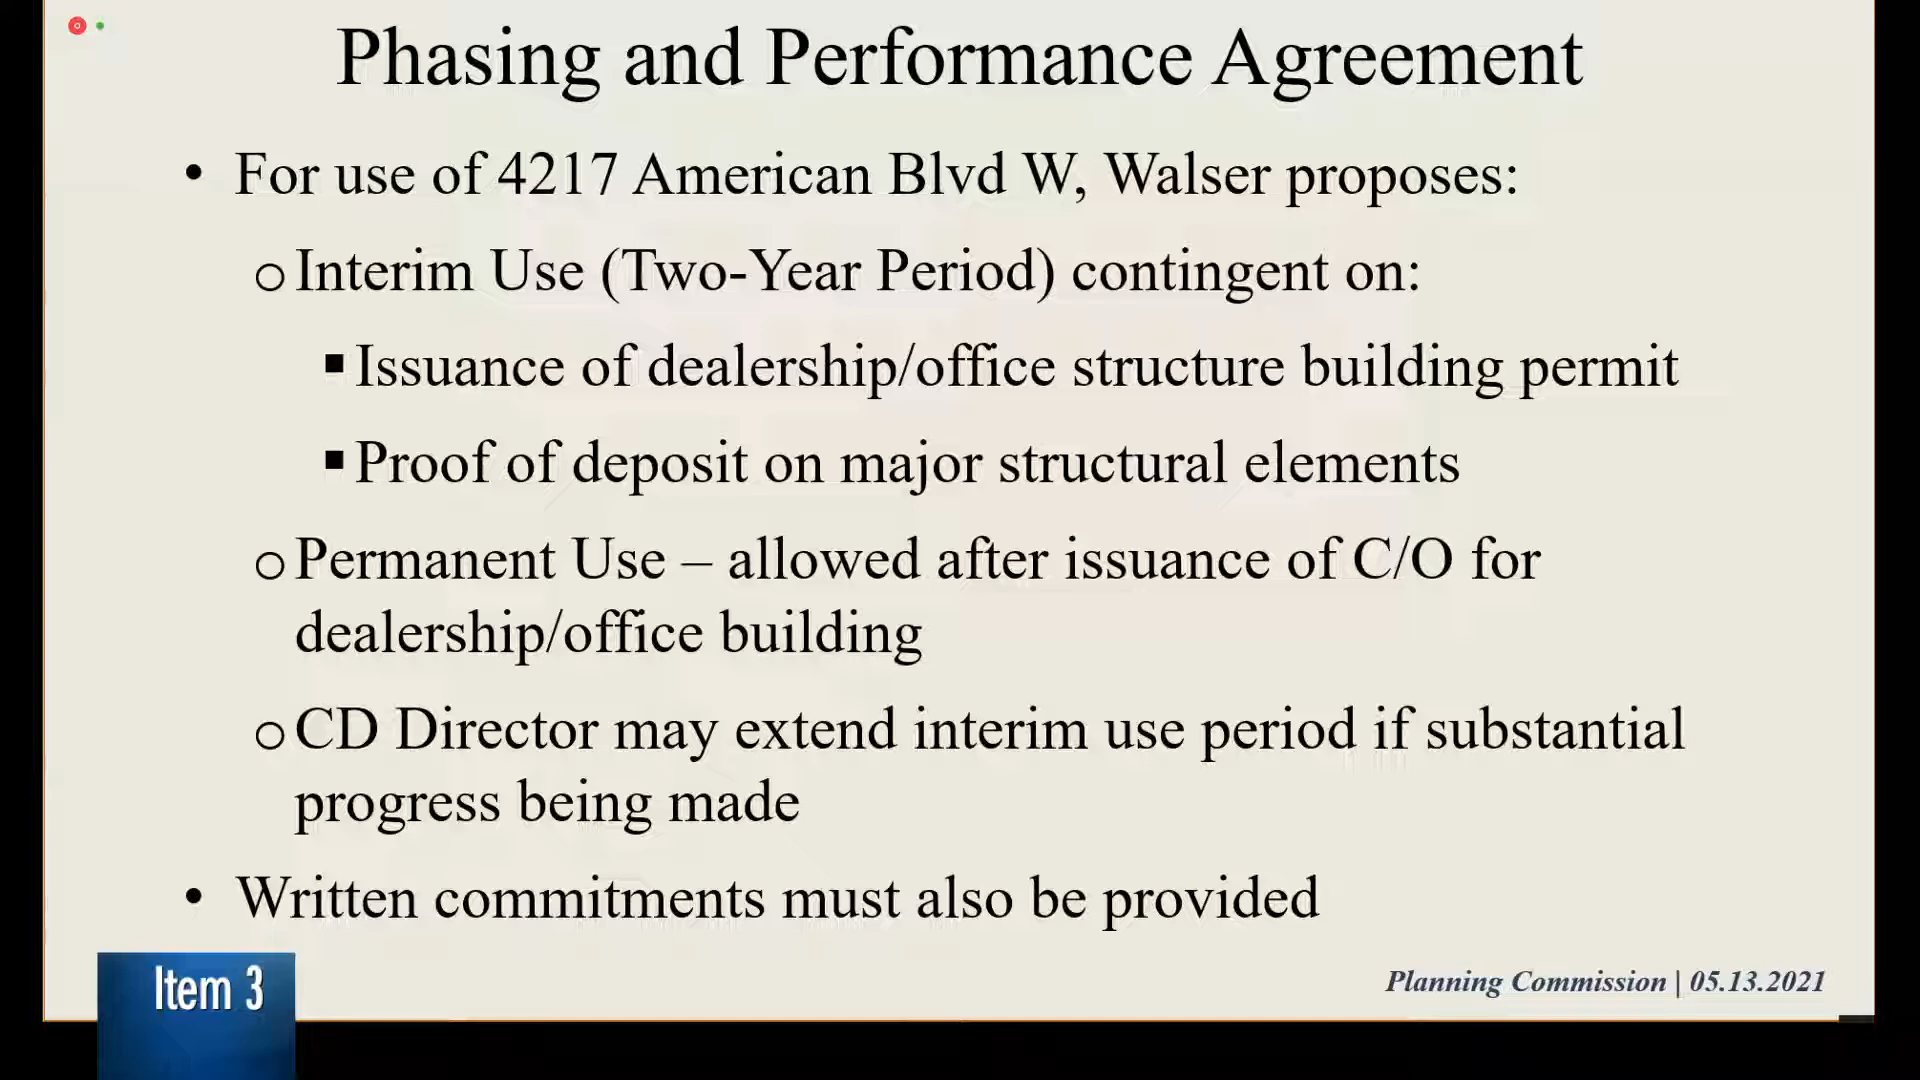 Phasing and Performance Agreement
• For use of 4217 American Blvd W, Walser proposes:
o Interim Use (Two-Year Period) contingent on:
▪ Issuance of dealership/office structure building permit
▪ Proof of deposit on major structural elements
o Permanent Use – allowed after issuance of C/O for
dealership/office building
o CD Director may extend interim use period if substantial
progress being made
• Written commitments must also be provided
Planning Commission | 05.13.2021
Item 3